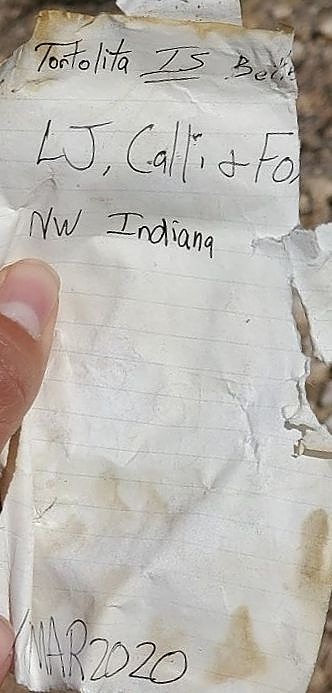 Tortolita IS
LJ, Calli & Fo
NW Indiana
MAR 2020